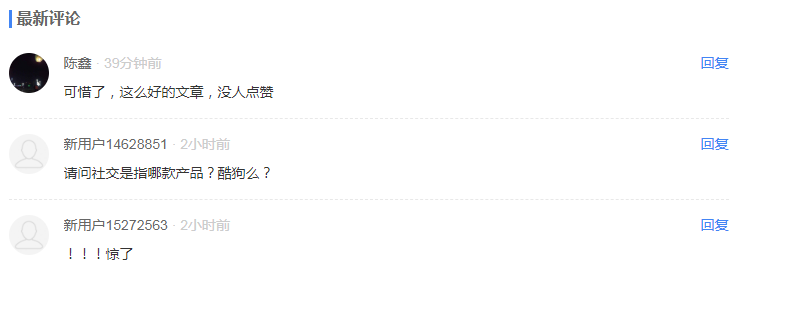 最新评论
陈鑫 · 39分钟前 回复
可惜了，这么好的文章，没人点赞
新用户14628851 · 2小时前 回复
请问社交是指哪款产品？酷狗么？
新用户15272563 · 2小时前 回复
！！！惊了